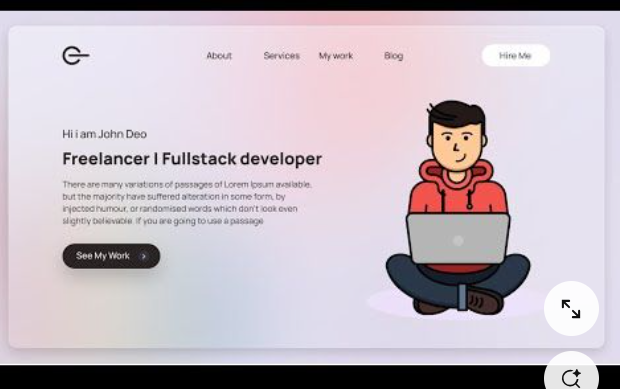 About Services My work Blog Hire Me
Hi i am John Deo
Freelancer | Fullstack developer
There are many variations of passages of Lorem Ipsum available,
but the majority have suffered alteration in some form, by
injected humour, or randomised words which don't look even
slightly believable. if you are going to use a passage
See My Work